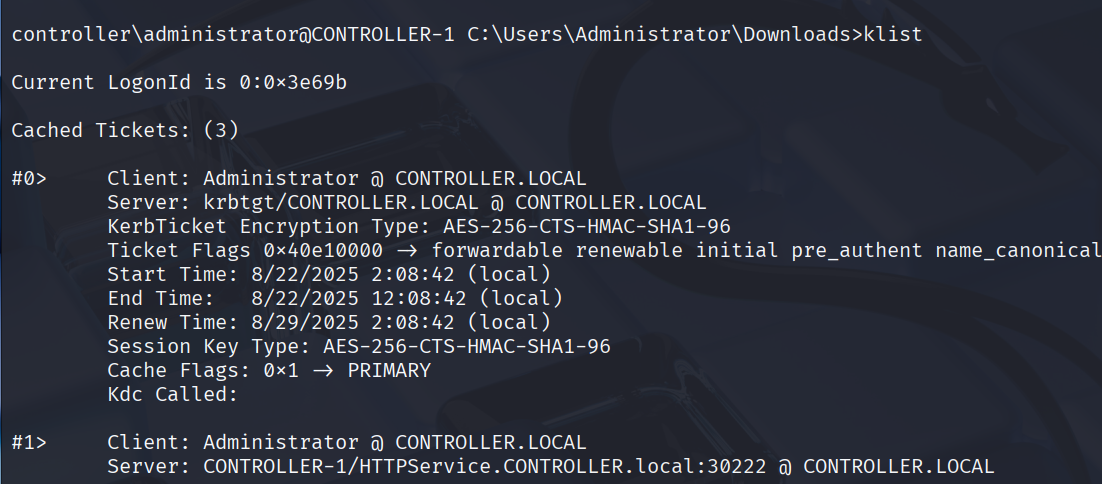 controller\administrator@CONTROLLER-1 C:\Users\Administrator\Downloads>klist
Current LogonId is 0:0×3e69b
Cached Tickets: (3)
#0> Client: Administrator @ CONTROLLER.LOCAL
Server: krbtgt/CONTROLLER.LOCAL @ CONTROLLER.LOCAL
KerbTicket Encryption Type: AES-256-CTS-HMAC-SHA1-96
Ticket Flags 0×40e10000 → forwardable renewable initial pre_authent name_canonical
Start Time: 8/22/2025 2:08:42 (local)
End Time: 8/22/2025 12:08:42 (local)
Renew Time: 8/29/2025 2:08:42 (local)
Session Key Type: AES-256-CTS-HMAC-SHA1-96
Cache Flags: 0×1 → PRIMARY
Kdc Called:
#1> Client: Administrator @ CONTROLLER.LOCAL
Server: CONTROLLER-1/HTTPService.CONTROLLER.local:30222 @ CONTROLLER.LOCAL